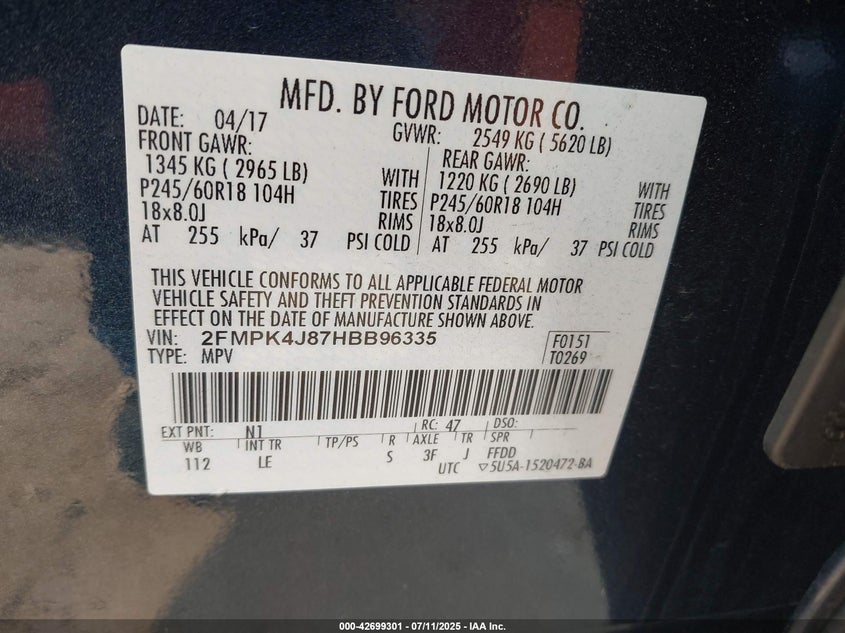 MFD. BY FORD MOTOR CO.
DATE: 04/17 GVWR: 2549 KG ( 5620 LB)
FRONT GAWR: REAR GAWR:
1345 KG ( 2965 LB) WITH 1220 KG ( 2690 LB) WITH
P245/60R18 104H TIRES P245/60R18 104H TIRES
18x8.0J RIMS 18x8.0J RIMS
AT 255 kPa/ 37 PSI COLD AT 255 kPa/ 37 PSI COLD
THIS VEHICLE CONFORMS TO ALL APPLICABLE FEDERAL MOTOR
VEHICLE SAFETY AND THEFT PREVENTION STANDARDS IN
EFFECT ON THE DATE OF MANUFACTURE SHOWN ABOVE.
VIN: 2FMPK4J87HBB96335 F0151
TYPE: MPV T0269
EXT PNT: N1 RC: 47 DSO:
WB INT TR TP/PS R AXLE TR SPR
112 LE S 3F J FFDD
UTC ▽5U5A-1520472-BA
000-42699301 / 07/11/2025 - IAA Inc.